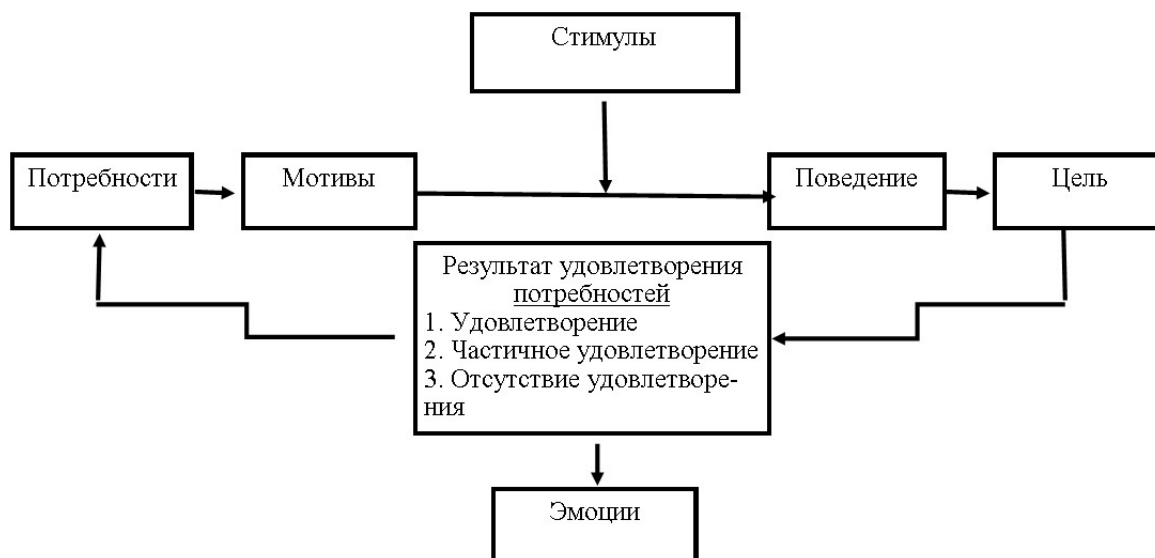 Стимулы
Потребности
Мотивы
Поведение
Цель
Результат удовлетворения
потребностей
1. Удовлетворение
2. Частичное удовлетворение
3. Отсутствие удовлетворе-
ния
Эмоции